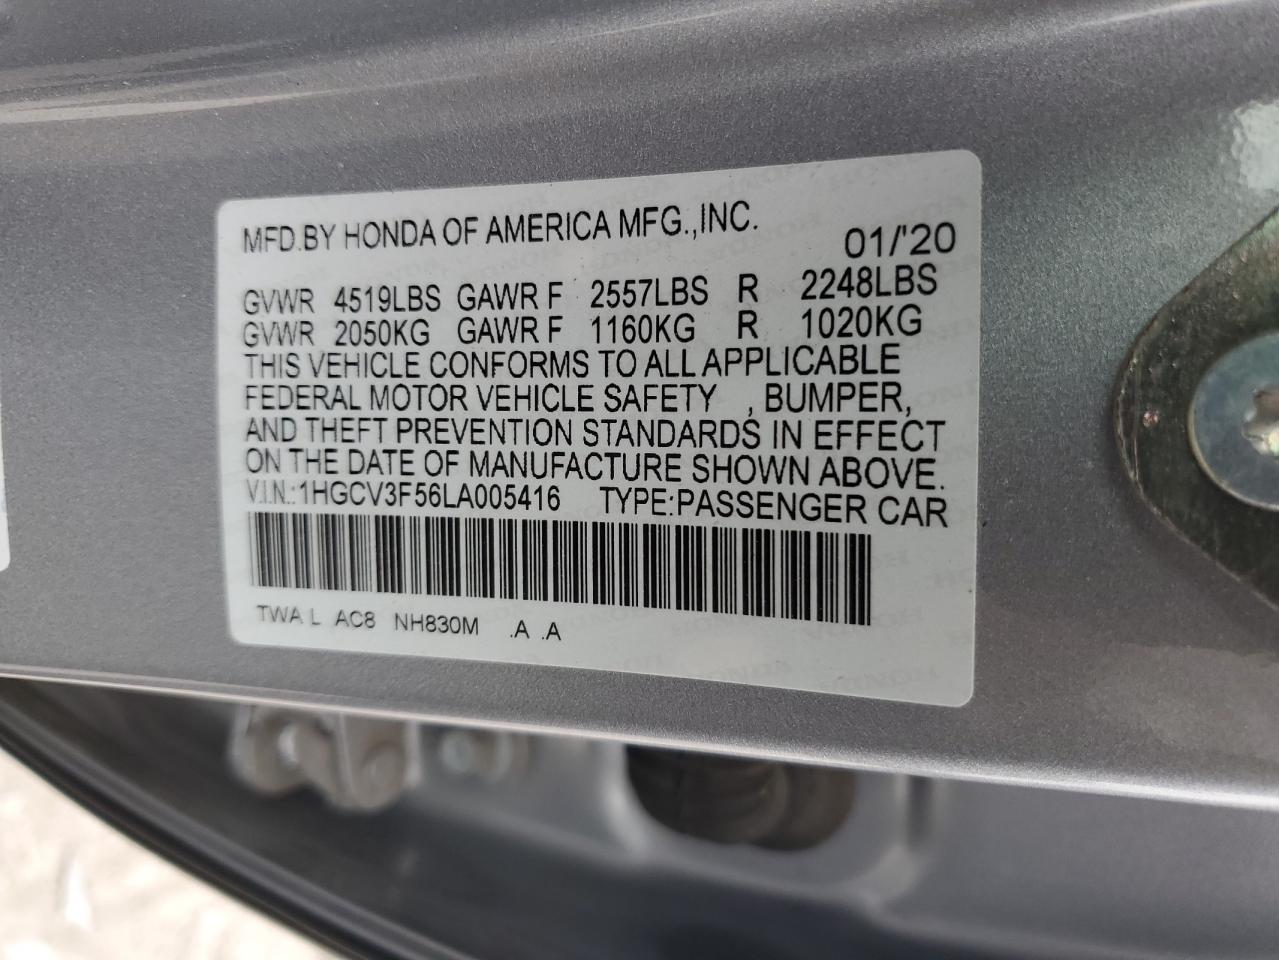 MFD.BY HONDA OF AMERICA MFG.,INC. 01/'20
GVWR 4519LBS GAWR F 2557LBS R 2248LBS
GVWR 2050KG GAWR F 1160KG R 1020KG
THIS VEHICLE CONFORMS TO ALL APPLICABLE
FEDERAL MOTOR VEHICLE SAFETY , BUMPER,
AND THEFT PREVENTION STANDARDS IN EFFECT
ON THE DATE OF MANUFACTURE SHOWN ABOVE.
V.I.N.:1HGCV3F56LA005416 TYPE:PASSENGER CAR
TWA L AC8 NH830M .A .A